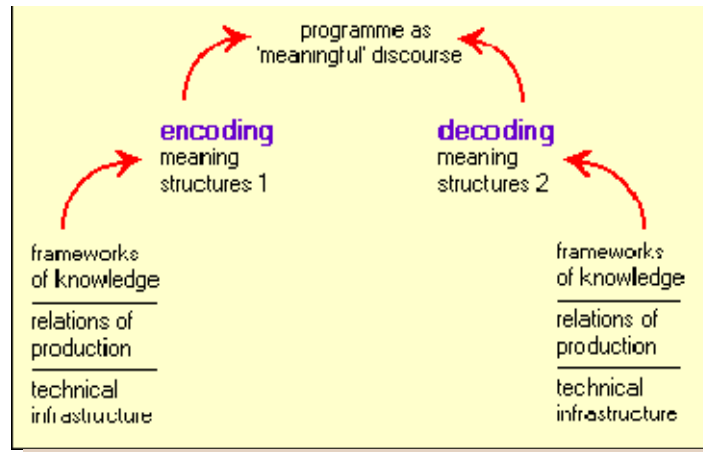 programme as
'meaningful' discourse
encoding
meaning
structures 1
decoding
meaning
structures 2
frameworks
of knowledge
relations of
production
technical
infrastructure
frameworks
of knowledge
relations of
production
technical
infrastructure